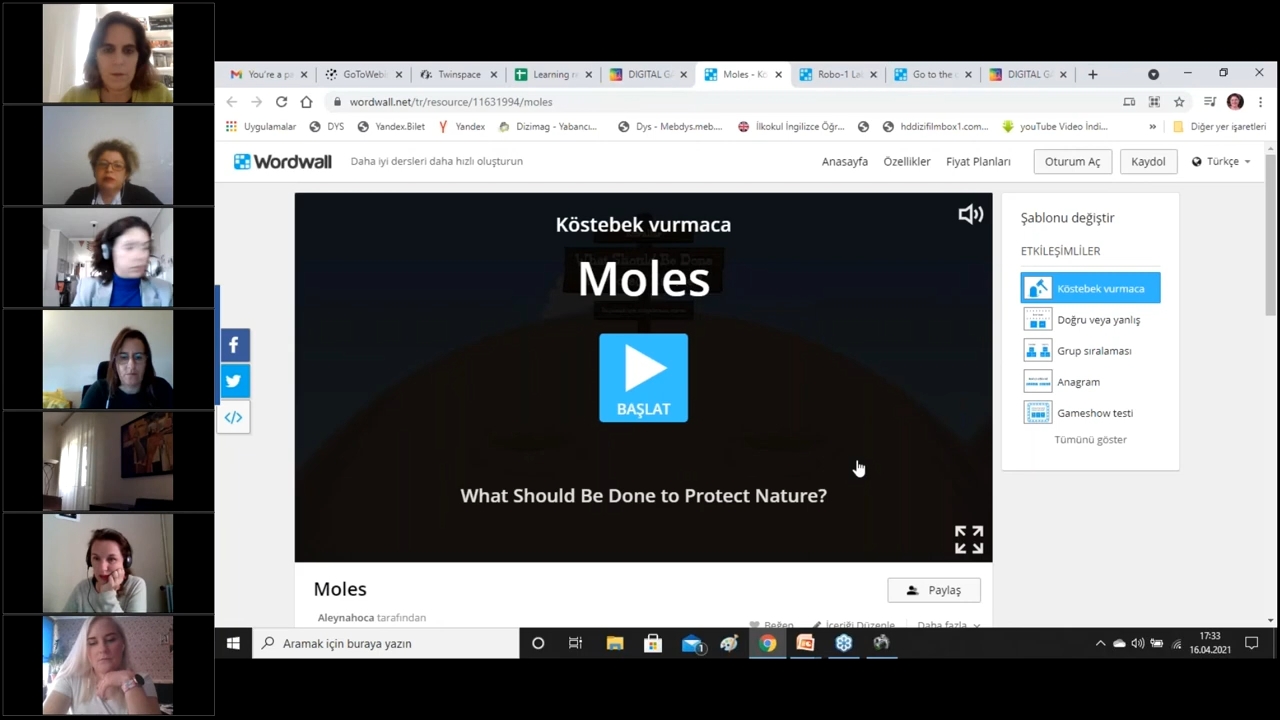 You're a p
GoToWebi
Twinspace
Learning r
DIGITAL G
Moles - Kö
Robo-1 La
Go to the
DIGITAL G
wordwall.net/tr/resource/11631994/moles
Uygulamalar
DYS
Yandex.Bilet
Yandex
Dizimag - Yabancı...
Dys - Mebdys.meb....
İlkokul İngilizce Öğr...
hddizifilmbox1.com...
youTube Video İndi...
»
Diğer yer işaretleri
Wordwall
Daha iyi dersleri daha hızlı oluşturun
Anasayfa
Özellikler
Fiyat Planları
Oturum Aç
Kaydol
Türkçe
Köstebek vurmaca
Moles
BAŞLAT
What Should Be Done to Protect Nature?
Şablonu değiştir
ETKİLEŞİMLİLER
Köstebek vurmaca
Doğru veya yanlış
Grup sıralaması
Anagram
Gameshow testi
Tümünü göster
Moles
Paylaş
Aleynahoca tarafından
Beğen
İçeriği Düzenle
Daha fazla
Aramak için buraya yazın
1
17:33
16.04.2021